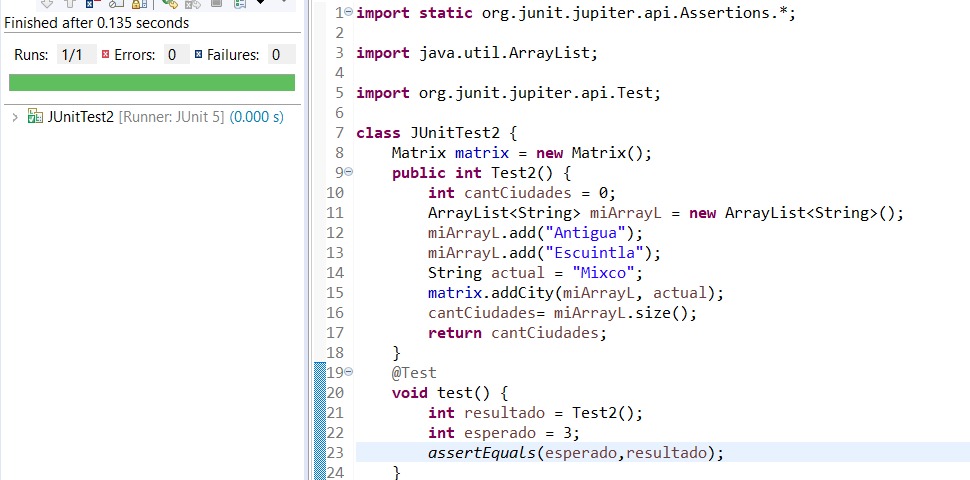 Finished after 0.135 seconds
Runs: 1/1 Errors: 0 Failures: 0
JUnitTest2 [Runner: JUnit 5] (0.000 s)
1 import static org.junit.jupiter.api.Assertions.*;
2
3 import java.util.ArrayList;
4
5 import org.junit.jupiter.api.Test;
6
7 class JUnitTest2 {
8     Matrix matrix = new Matrix();
9     public int Test2() {
10         int cantCiudades = 0;
11         ArrayList<String> miArrayL = new ArrayList<String>();
12         miArrayL.add("Antigua");
13         miArrayL.add("Escuintla");
14         String actual = "Mixco";
15         matrix.addCity(miArrayL, actual);
16         cantCiudades= miArrayL.size();
17         return cantCiudades;
18     }
19     @Test
20     void test() {
21         int resultado = Test2();
22         int esperado = 3;
23         assertEquals(esperado,resultado);
24     }